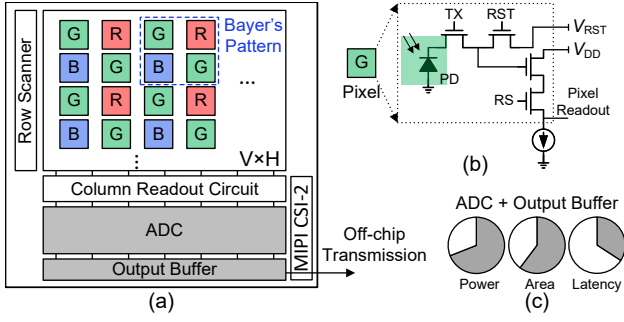 Row Scanner
G R G R
B G B G
G R G R
B G B G
Bayer's
Pattern
...
...
V×H
Column Readout Circuit
ADC
Output Buffer
MIPI CSI-2
Off-chip
Transmission
(a)
G
Pixel
TX
RST
V_RST
V_DD
PD
RS
Pixel
Readout
(b)
ADC + Output Buffer
Power Area Latency
(c)